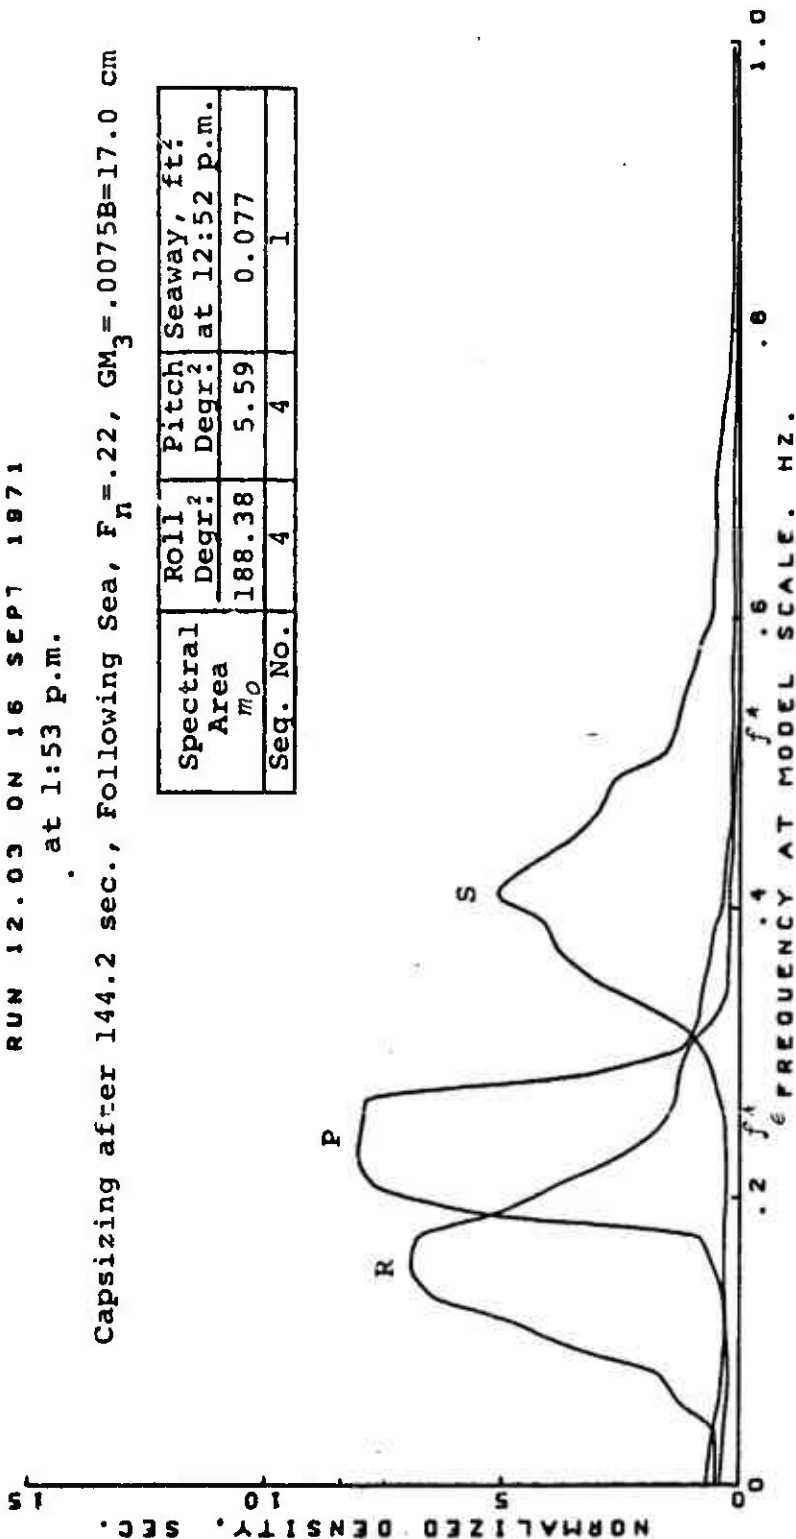 RUN 12.03 ON 16 SEPT 1971
at 1:53 p.m.
Capsizing after 144.2 sec., Following Sea, Fn=.22, GM3=.0075B=17.0 cm
Spectral Area m0 | Roll Degr.² | Pitch Degr.² | Seaway, ft² at 12:52 p.m.
188.38 | 5.59 | 0.077
Seq. No. | 4 | 4 | 1
15
10
5
0
NORMALIZED DENSITY, SEC.
R
P
S
0 .2 .4 .6 .8 1.0
FREQUENCY AT MODEL SCALE, HZ.